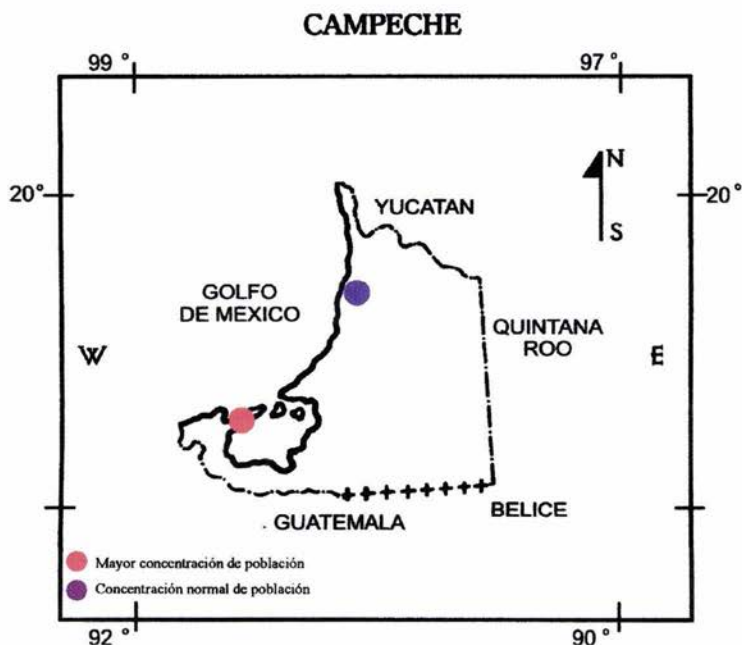 CAMPECHE
99 °
97 °
20°
20°
N
S
YUCATAN
GOLFO
DE MEXICO
QUINTANA
ROO
W
E
GUATEMALA
BELICE
Mayor concentración de población
Concentración normal de población
92 °
90 °